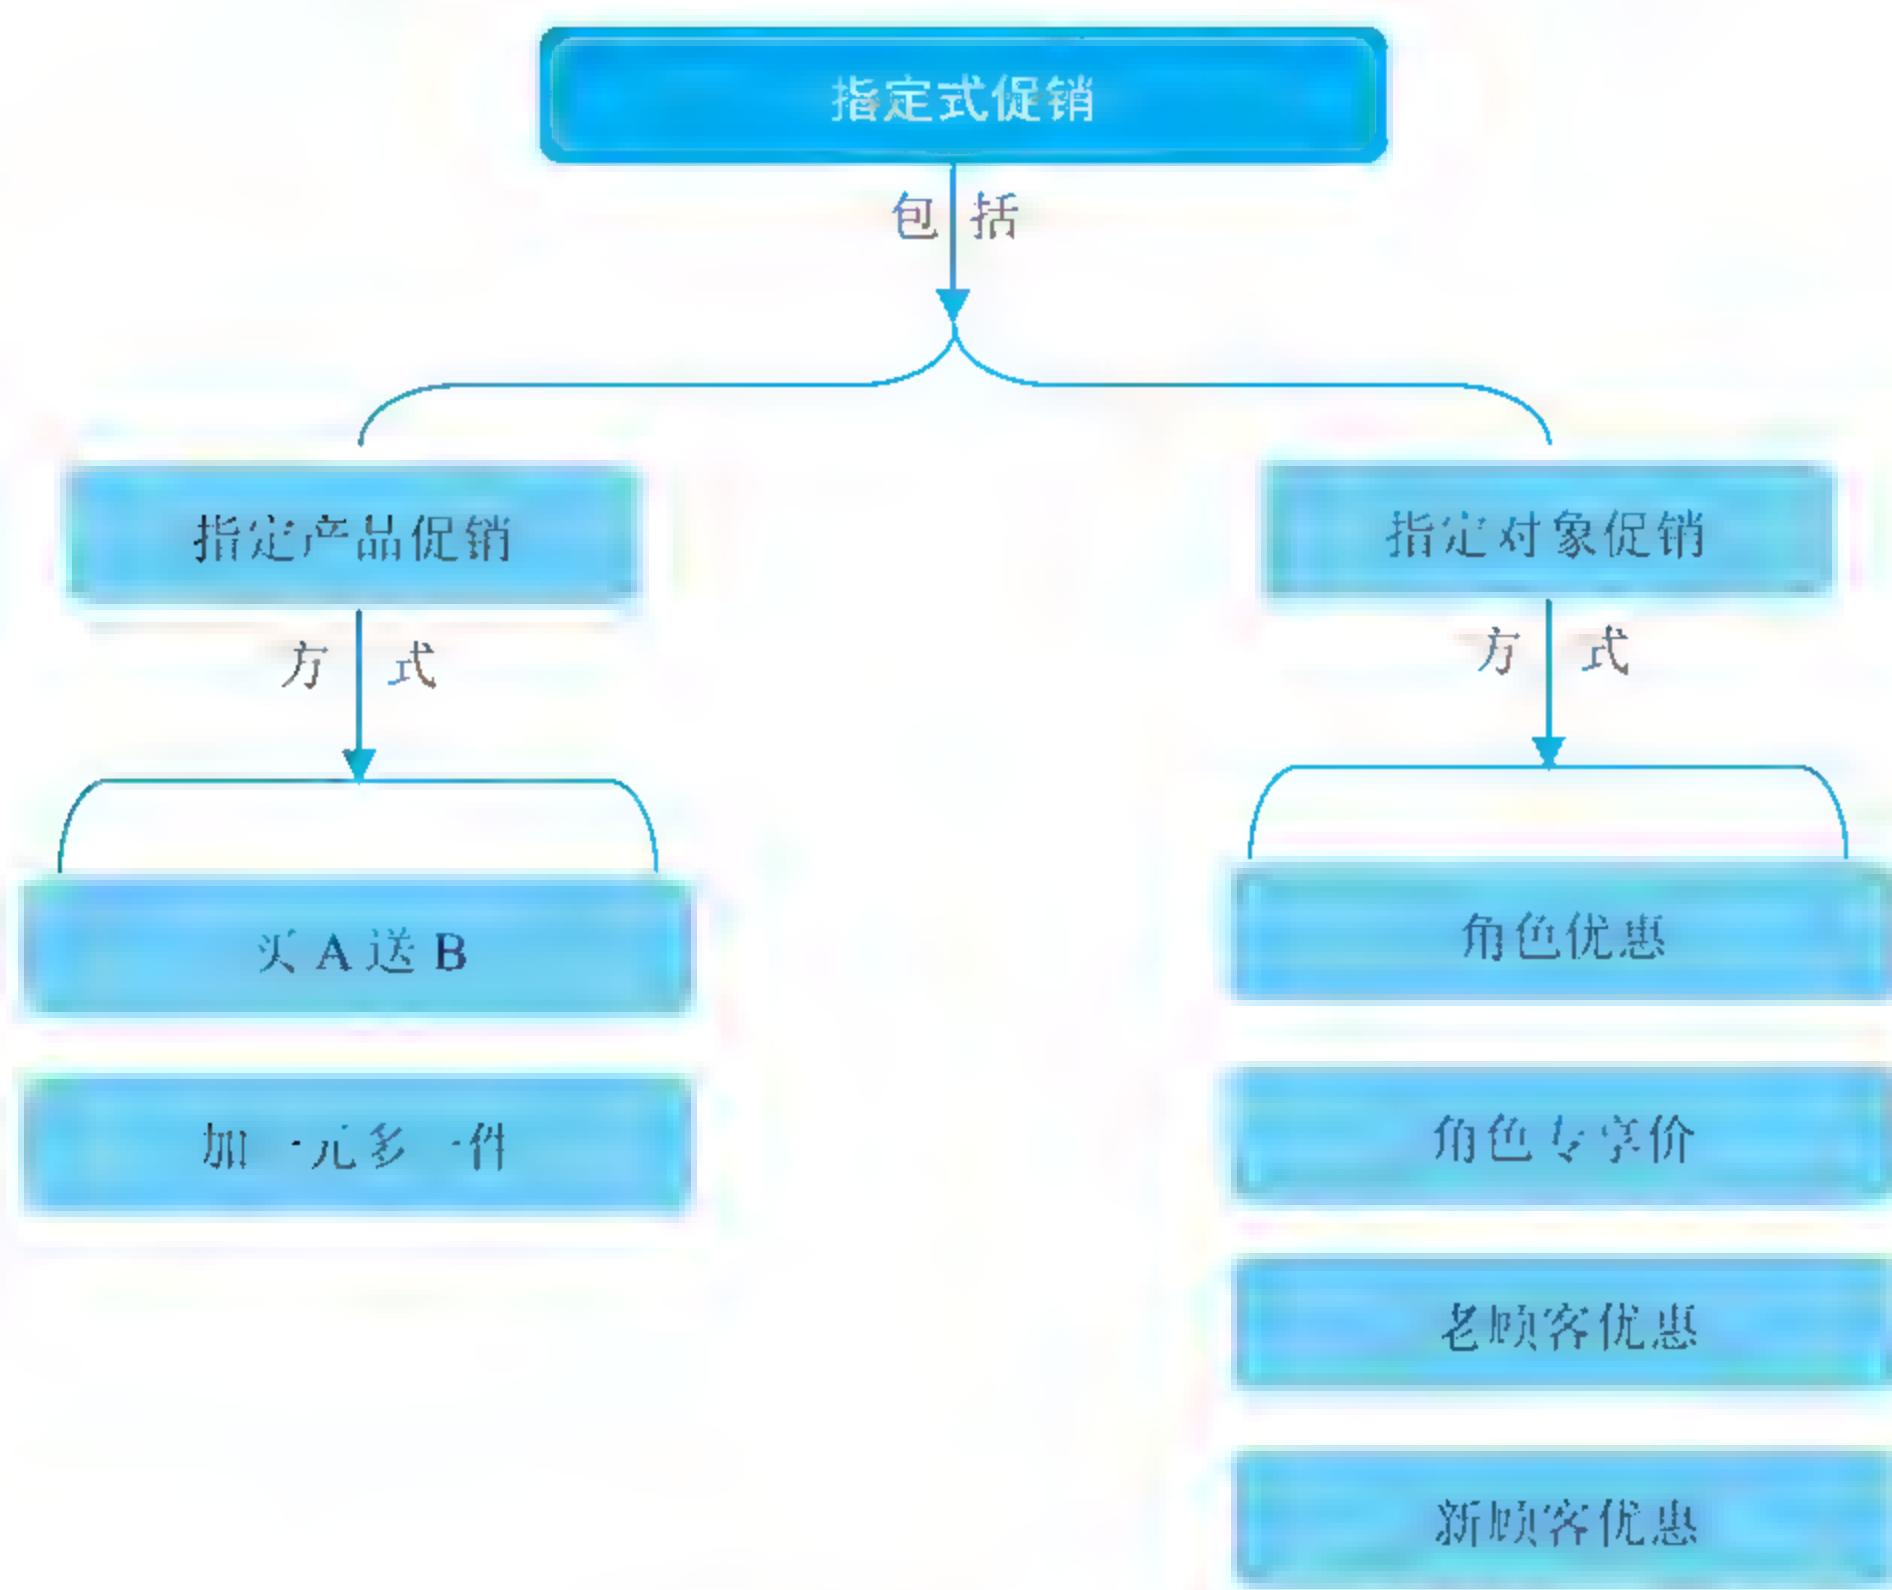 指定式促销
包括
指定产品促销
指定对象促销
方式
方式
买 A 送 B
角色优惠
加一元多一件
角色专享价
老顾客优惠
新顾客优惠